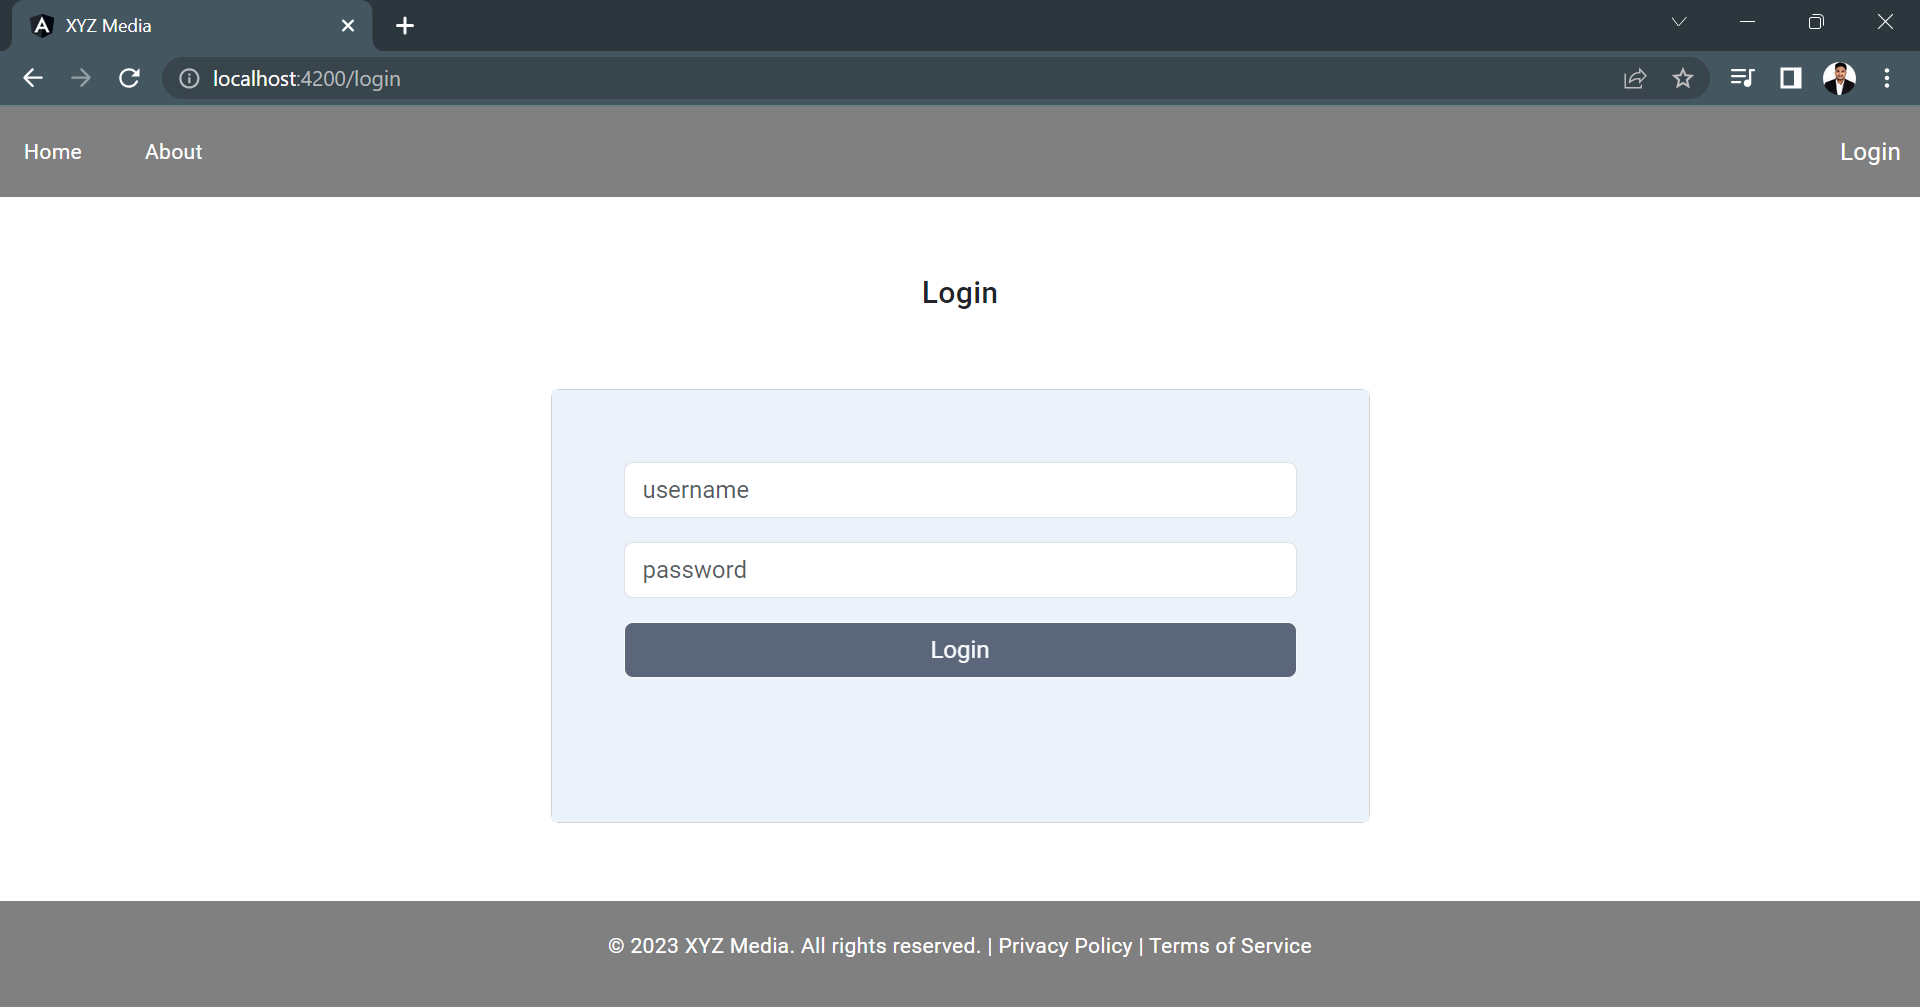 XYZ Media
localhost:4200/login
Home About Login
Login
username
password
Login
© 2023 XYZ Media. All rights reserved. | Privacy Policy | Terms of Service